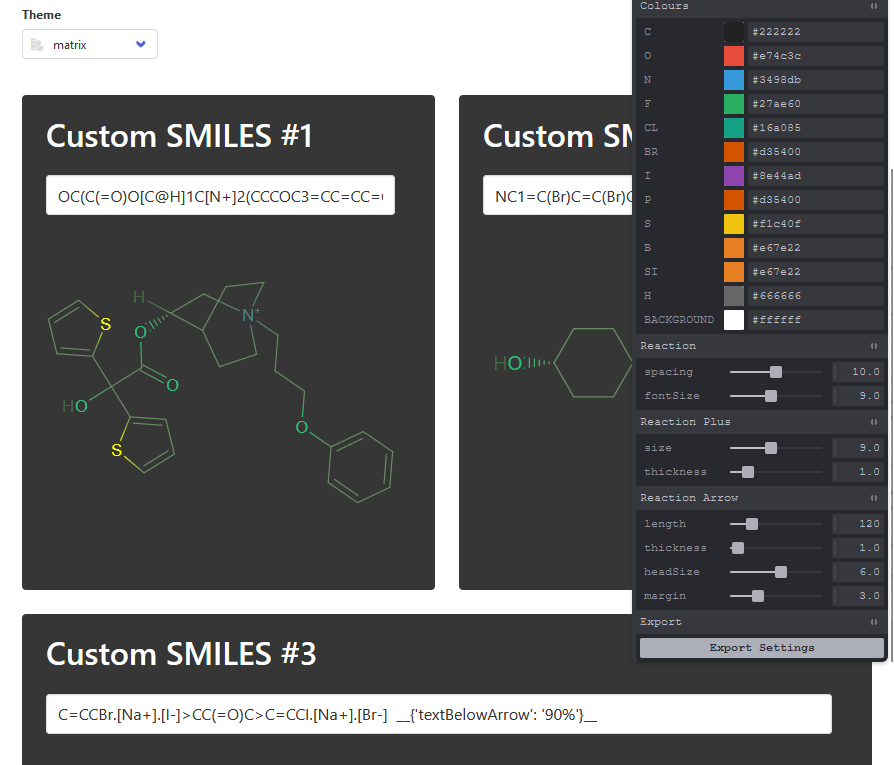 Theme
matrix
Custom SMILES #1
OC(C(=O)O[C@H]1C[N+]2(CCCOC3=CC=CC=
H
S
N+
O
O
HO
S
O
Custom SM
NC1=C(Br)C=C(Br)C
HO
Custom SMILES #3
C=CCBr.[Na+].[I-]>CC(=O)C>C=CCI.[Na+].[Br-] __{'textBelowArrow': '90%'}__
Colours
C #222222
O #e74c3c
N #3498db
F #27ae60
CL #16a085
BR #d35400
I #8e44ad
P #d35400
S #f1c40f
B #e67e22
SI #e67e22
H #666666
BACKGROUND #ffffff
Reaction
spacing 10.0
fontSize 9.0
Reaction Plus
size 9.0
thickness 1.0
Reaction Arrow
length 120
thickness 1.0
headSize 6.0
margin 3.0
Export
Export Settings